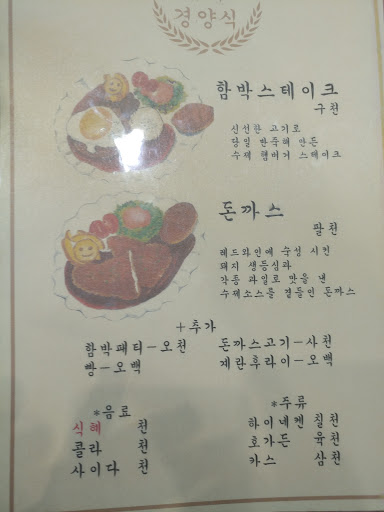 경양식
함박스테이크
구천
신선한 고기로
당일 반죽해 만든
수제 햄버거 스테이크
돈까스
팔천
레드와인에 숙성 시킨
돼지 생등심과
각종 과일로 맛을 낸
수제소스를 곁들인 돈까스
+추가
함박패티-오천 돈까스고기-사천
빵-오백 계란후라이-오백
*음료
식혜 천
콜라 천
사이다 천
*주류
하이네켄 칠천
호가든 육천
카스 삼천